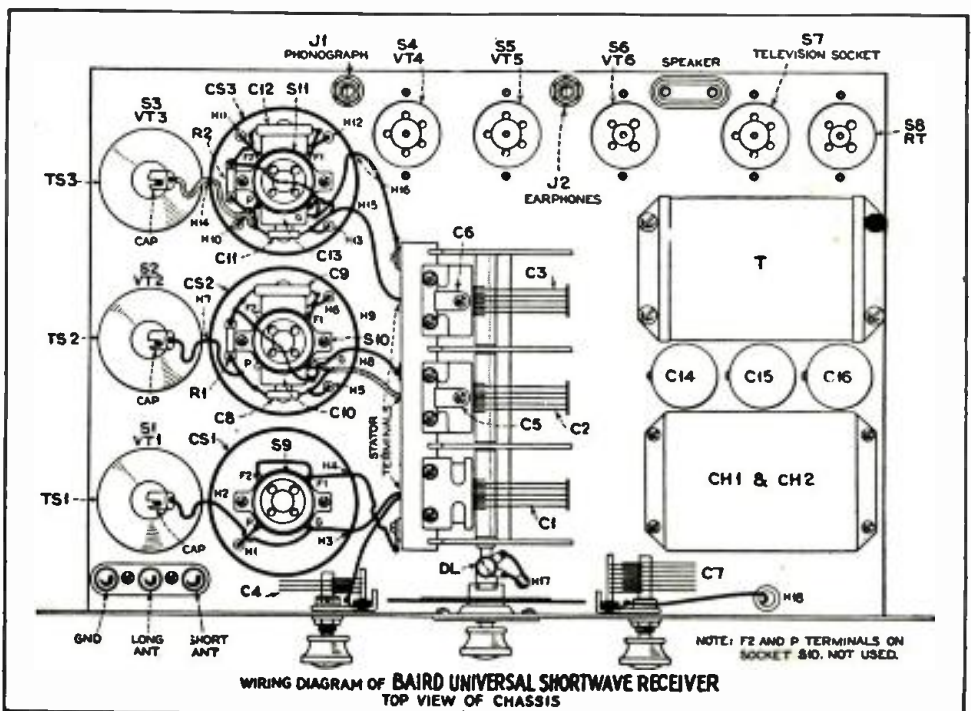 J1
PHONOGRAPH
S4
VT4
S5
VT5
S6
VT6
SPEAKER
S7
TELEVISION SOCKET
S8
RT
J2
EARPHONES
S3
VT3
CS3
C12
S11
H11
H12
R2
F2
F1
TS3
H16
H14
H15
P
G
CAP
H10
H13
C11
C13
C6
C3
T
S2
VT2
CS2
C9
H7
H6
H9
F2
F1
TS2
S10
P
G
H8
R1
H5
CAP
C8
C10
C5
C2
C14
C15
C16
STATOR
TERMINALS
S1
VT1
CS1
S9
H4
F2
F1
TS1
H2
P
G
CAP
H1
H3
C1
CH1 & CH2
DL
H17
C4
C7
H18
GND
LONG
ANT
SHORT
ANT
NOTE: F2 AND P TERMINALS ON
SOCKET S10. NOT USED.
WIRING DIAGRAM OF BAIRD UNIVERSAL SHORTWAVE RECEIVER
TOP VIEW OF CHASSIS